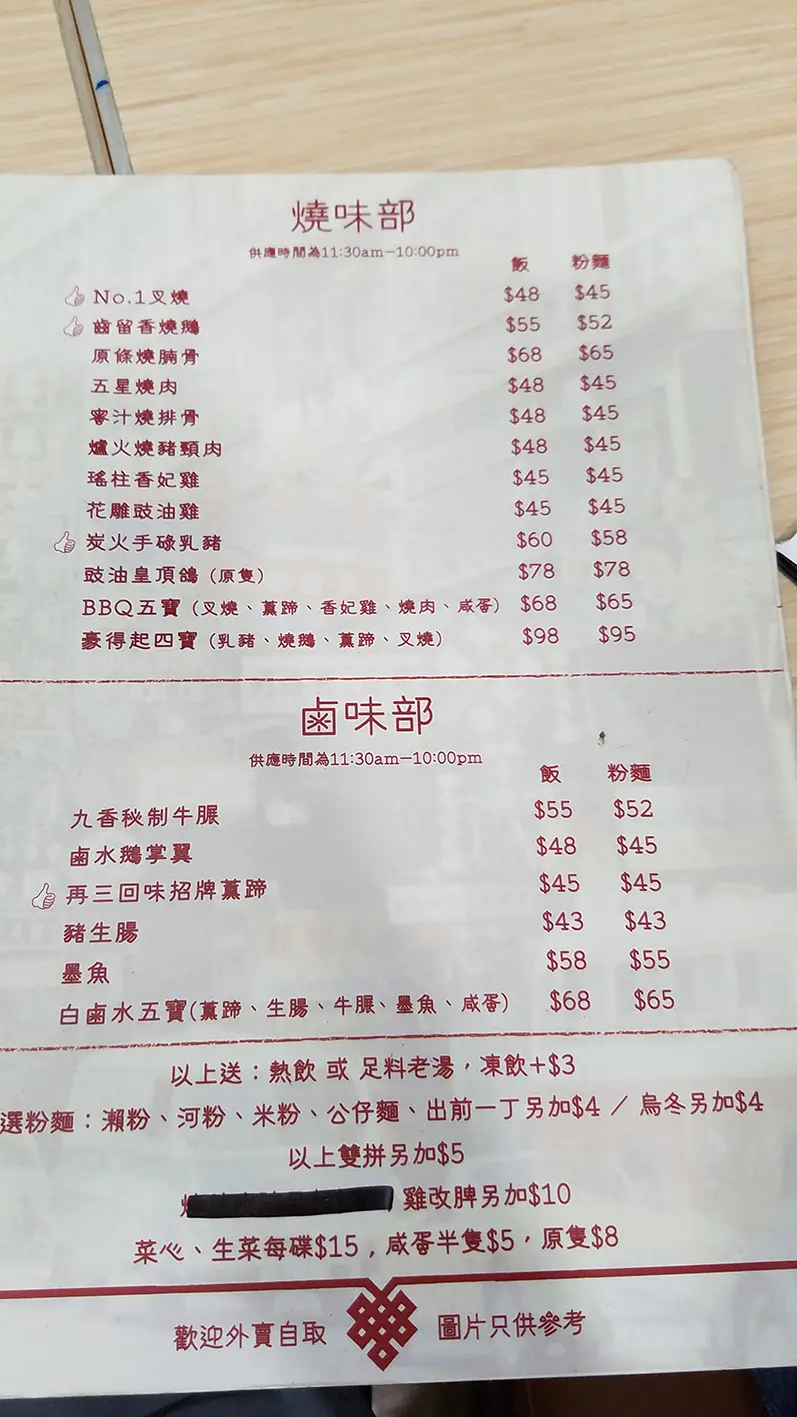 燒味部
供應時間為11:30am—10:00pm
飯 粉麵
No.1叉燒 $48 $45
齒留香燒鵝 $55 $52
原條燒腩骨 $68 $65
五星燒肉 $48 $45
蜜汁燒排骨 $48 $45
爐火燒豬頸肉 $48 $45
瑤柱香妃雞 $45 $45
花雕豉油雞 $45 $45
炭火手碌乳豬 $60 $58
豉油皇頂鴿 (原隻) $78 $78
BBQ五寶 (叉燒、薰蹄、香妃雞、燒肉、咸蛋) $68 $65
豪得起四寶 (乳豬、燒鵝、薰蹄、叉燒) $98 $95
鹵味部
供應時間為11:30am—10:00pm
飯 粉麵
九香秘制牛𦟌 $55 $52
鹵水鵝掌翼 $48 $45
再三回味招牌薰蹄 $45 $45
豬生腸 $43 $43
墨魚 $58 $55
白鹵水五寶(薰蹄、生腸、牛𦟌、墨魚、咸蛋) $68 $65
以上送：熱飲 或 足料老湯，凍飲+$3
選粉麵：瀨粉、河粉、米粉、公仔麵、出前一丁另加$4 / 烏冬另加$4
以上雙拼另加$5
雞改脾另加$10
菜心、生菜每碟$15 , 咸蛋半隻$5，原隻$8
歡迎外賣自取 圖片只供參考